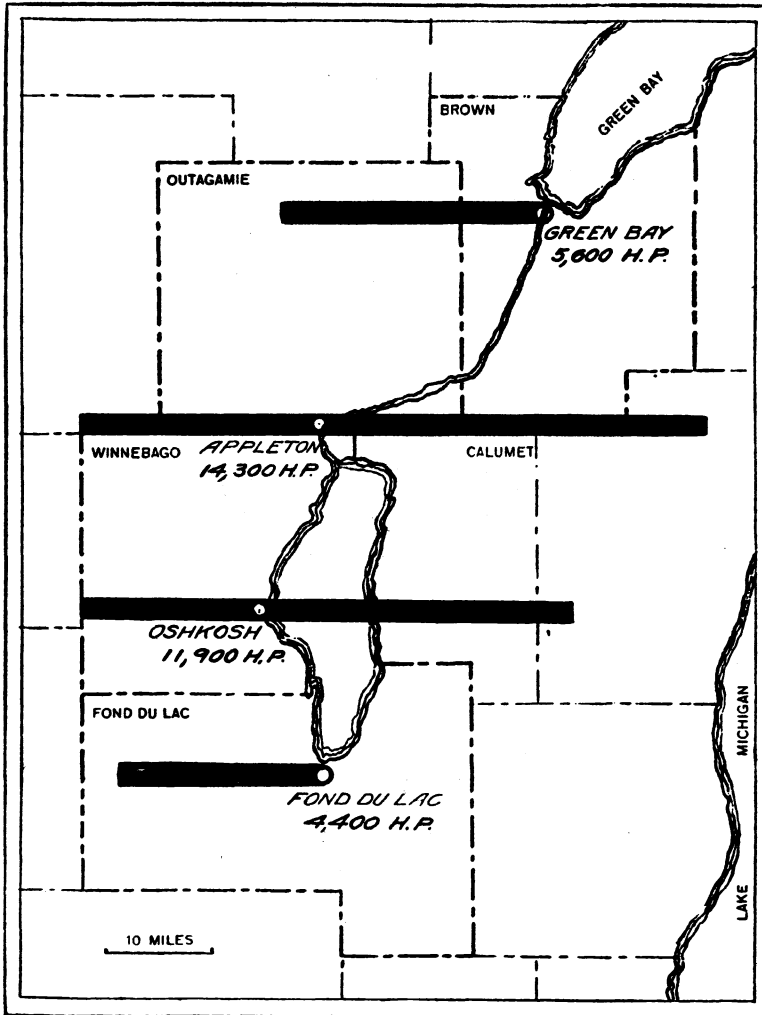 BROWN
GREEN BAY
OUTAGAMIE
GREEN BAY
5,600 H.P.
WINNEBAGO
APPLETON
14,300 H.P.
CALUMET
OSHKOSH
11,900 H.P.
FOND DU LAC
LAKE MICHIGAN
FOND DU LAC
4,400 H.P.
10 MILES